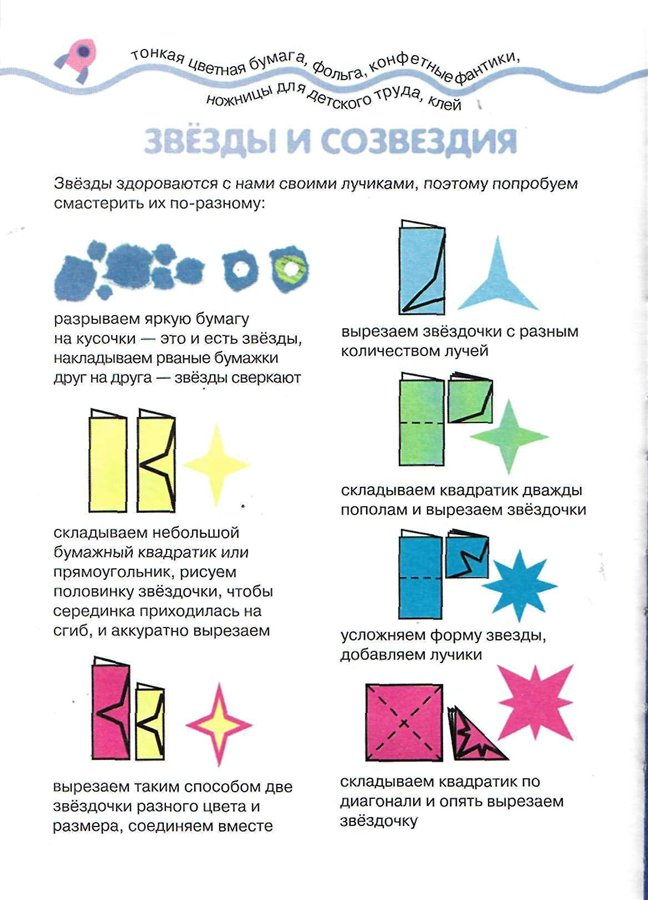 тонкая цветная бумага, фольга, конфетные фантики,
ножницы для детского труда, клей
ЗВЁЗДЫ И СОЗВЕЗДИЯ
Звёзды здороваются с нами своими лучиками, поэтому попробуем
смастерить их по-разному:
разрываем яркую бумагу
на кусочки — это и есть звёзды,
накладываем рваные бумажки
друг на друга — звёзды сверкают
складываем небольшой
бумажный квадратик или
прямоугольник, рисуем
половинку звёздочки, чтобы
серединка приходилась на
сгиб, и аккуратно вырезаем
вырезаем таким способом две
звёздочки разного цвета и
размера, соединяем вместе
вырезаем звёздочки с разным
количеством лучей
складываем квадратик дважды
пополам и вырезаем звёздочки
усложняем форму звезды,
добавляем лучики
складываем квадратик по
диагонали и опять вырезаем
звёздочку